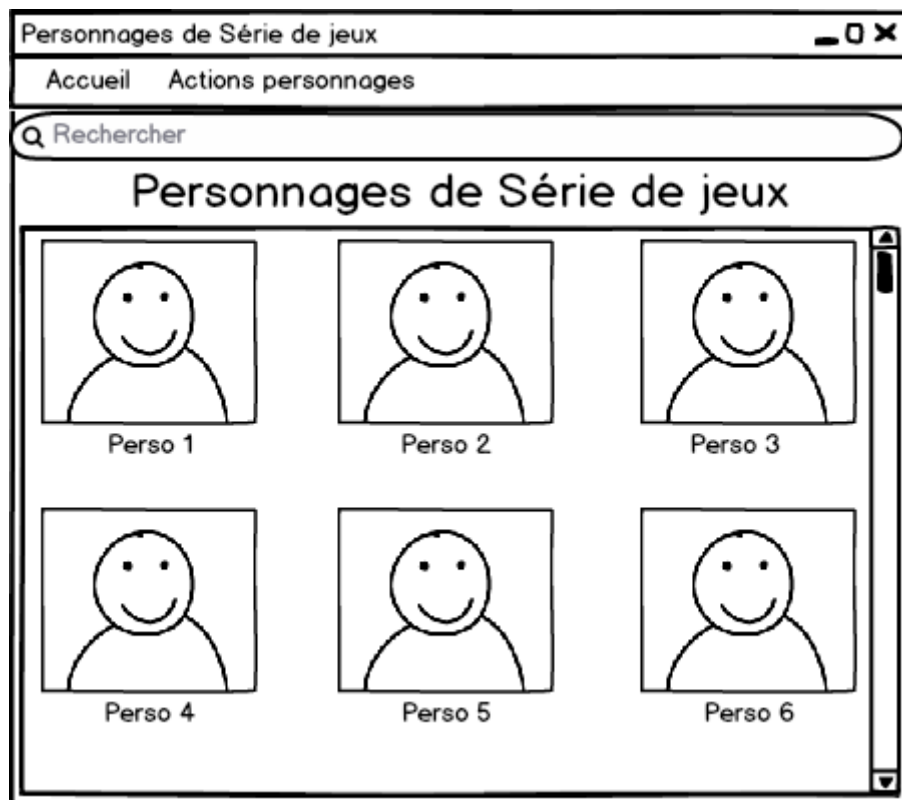 Personnages de Série de jeux
Accueil Actions personnages
Rechercher
Personnages de Série de jeux
Perso 1 Perso 2 Perso 3
Perso 4 Perso 5 Perso 6